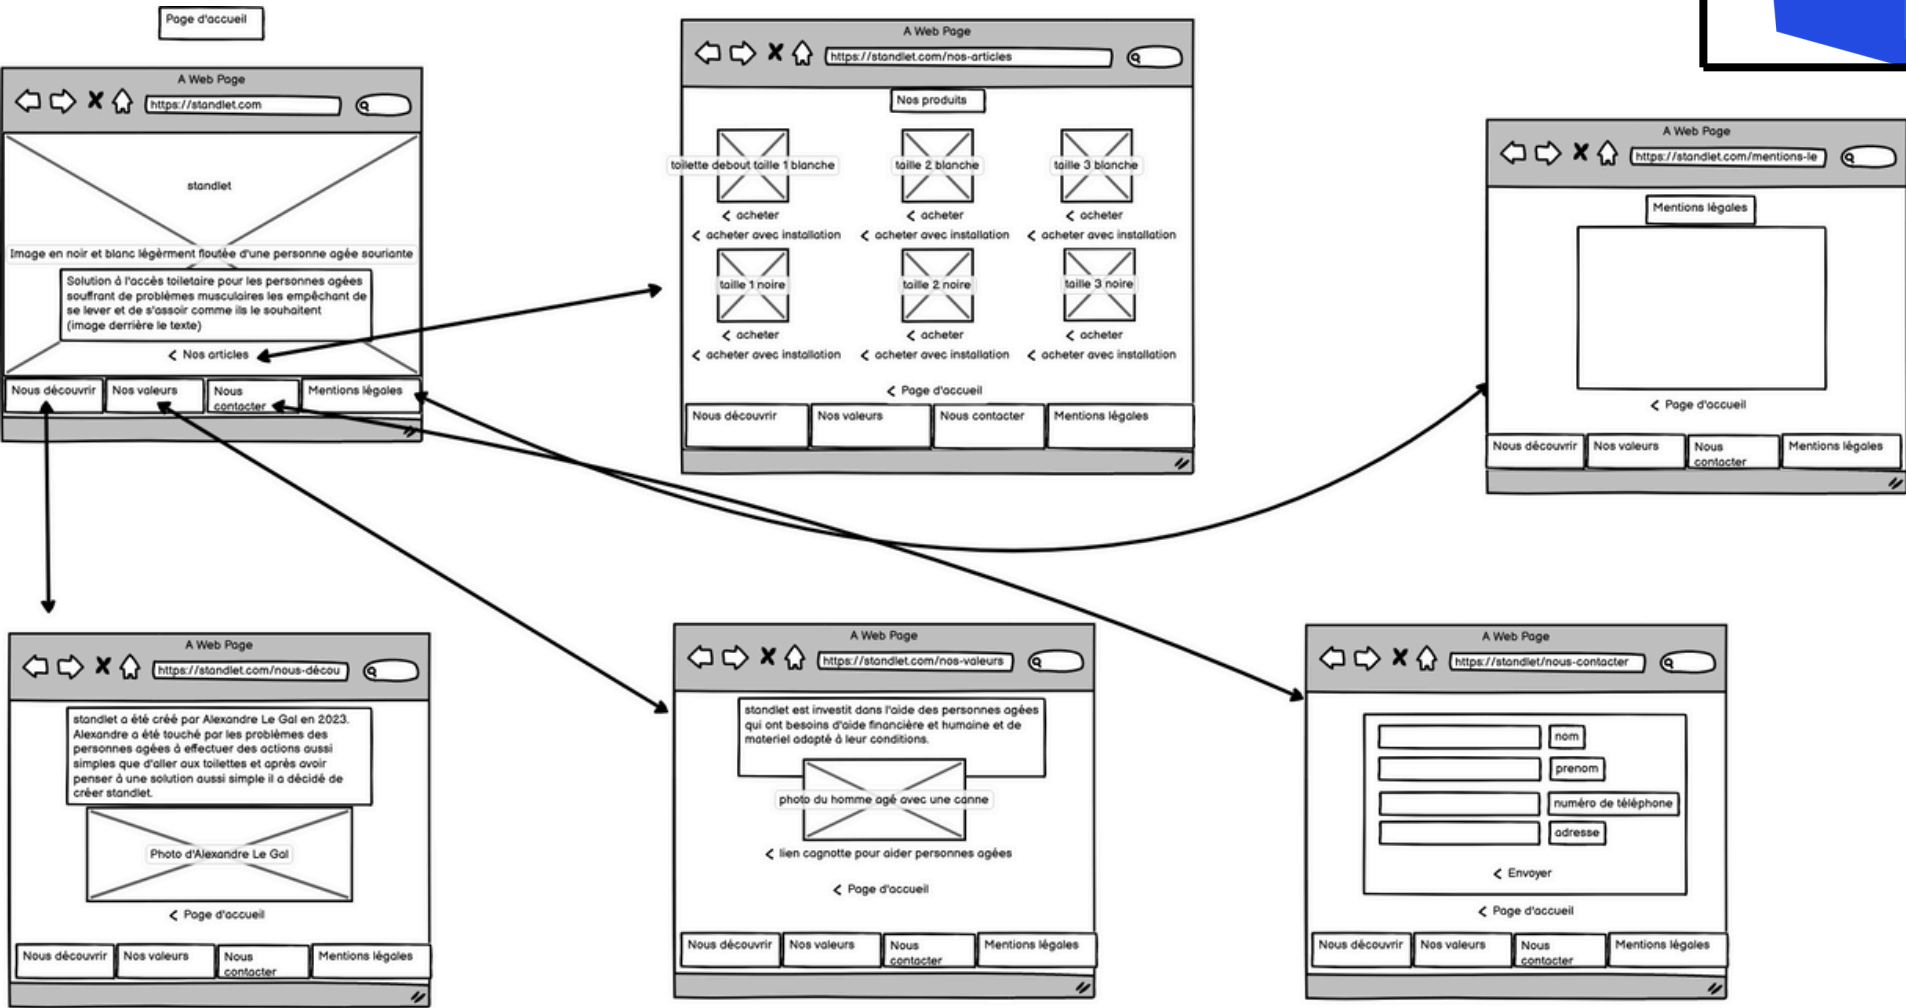 Page d'accueil
A Web Page
https://standlet.com
standlet
Image en noir et blanc légèrment floutée d'une personne agée souriante
Solution à l'accès toiletaire pour les personnes agées
souffrant de problèmes musculaires les empêchant de
se lever et de s'assoir comme ils le souhaitent
(image derrière le texte)
< Nos articles
Nous découvrir Nos valeurs Nous contacter Mentions légales
A Web Page
https://standlet.com/nos-articles
Nos produits
toilette debout taille 1 blanche taille 2 blanche taille 3 blanche
< acheter < acheter < acheter
< acheter avec installation < acheter avec installation < acheter avec installation
taille 1 noire taille 2 noire taille 3 noire
< acheter < acheter < acheter
< acheter avec installation < acheter avec installation < acheter avec installation
< Page d'accueil
Nous découvrir Nos valeurs Nous contacter Mentions légales
A Web Page
https://standlet.com/mentions-le
Mentions légales
< Page d'accueil
Nous découvrir Nos valeurs Nous contacter Mentions légales
A Web Page
https://standlet.com/nous-décou
standlet a été créé par Alexandre Le Gal en 2023.
Alexandre a été touché par les problèmes des
personnes agées à effectuer des actions aussi
simples que d'aller aux toilettes et après avoir
penser à une solution aussi simple il a décidé de
créer standlet.
Photo d'Alexandre Le Gal
< Page d'accueil
Nous découvrir Nos valeurs Nous contacter Mentions légales
A Web Page
https://standlet.com/nos-valeurs
standlet est investit dans l'aide des personnes agées
qui ont besoins d'aide financière et humaine et de
materiel adapté à leur conditions.
photo du homme agé avec une canne
< lien cagnotte pour aider personnes agées
< Page d'accueil
Nous découvrir Nos valeurs Nous contacter Mentions légales
A Web Page
https://standlet/nous-contacter
nom
prenom
numéro de téléphone
adresse
< Envoyer
< Page d'accueil
Nous découvrir Nos valeurs Nous contacter Mentions légales